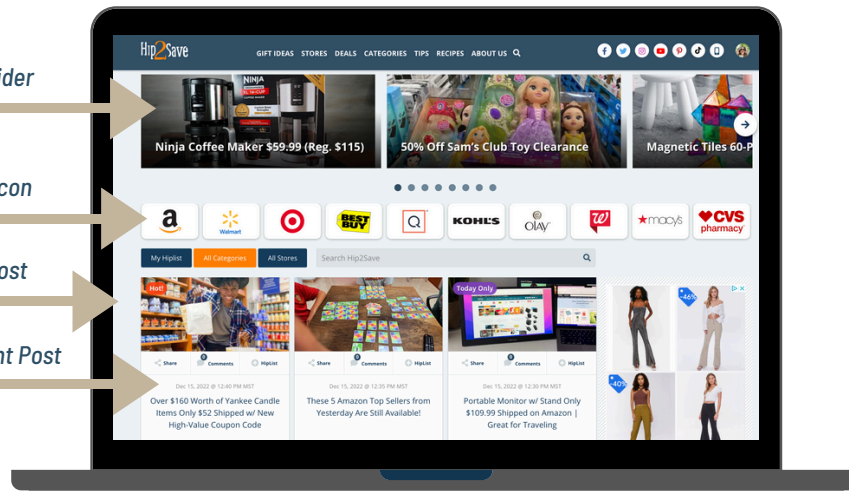 ider
con
ost
nt Post
Hip2Save
GIFT IDEAS STORES DEALS CATEGORIES TIPS RECIPES ABOUT US
NINJA
Ninja Coffee Maker $59.99 (Reg. $115)
50% Off Sam's Club Toy Clearance
Magnetic Tiles 60-P
a
Walmart
BEST BUY
Q
KOHL'S
OLAY
W
macy's
CVS pharmacy
My Hiplist
All Categories
All Stores
Search Hip2Save
Hot!
Today Only
-46%
-40%
Share 0 Comments HipList
Share 0 Comments HipList
Share 0 Comments HipList
Dec 15, 2022 @ 12:40 PM MST
Over $160 Worth of Yankee Candle
Items Only $52 Shipped w/ New
High-Value Coupon Code
Dec 15, 2022 @ 12:35 PM MST
These 5 Amazon Top Sellers from
Yesterday Are Still Available!
Dec 15, 2022 @ 12:30 PM MST
Portable Monitor w/ Stand Only
$109.99 Shipped on Amazon |
Great for Traveling